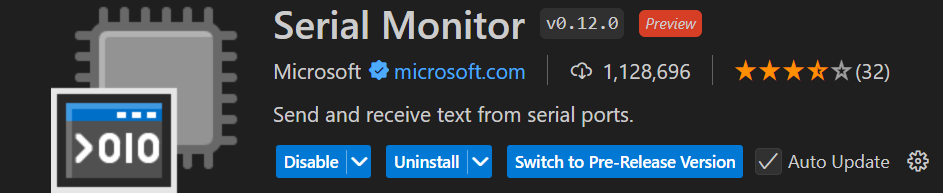 Serial Monitor v0.12.0 Preview
Microsoft microsoft.com 1,128,696 (32)
Send and receive text from serial ports.
>OIO
Disable Uninstall Switch to Pre-Release Version Auto Update